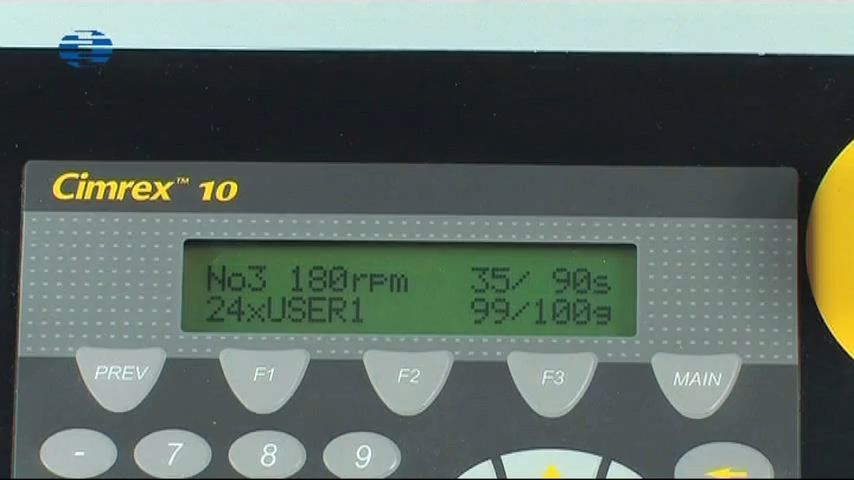 Cimrex™ 10
No3 180rpm 35/ 90s
24xUSER1 99/100g
PREV F1 F2 F3 MAIN
- 7 8 9